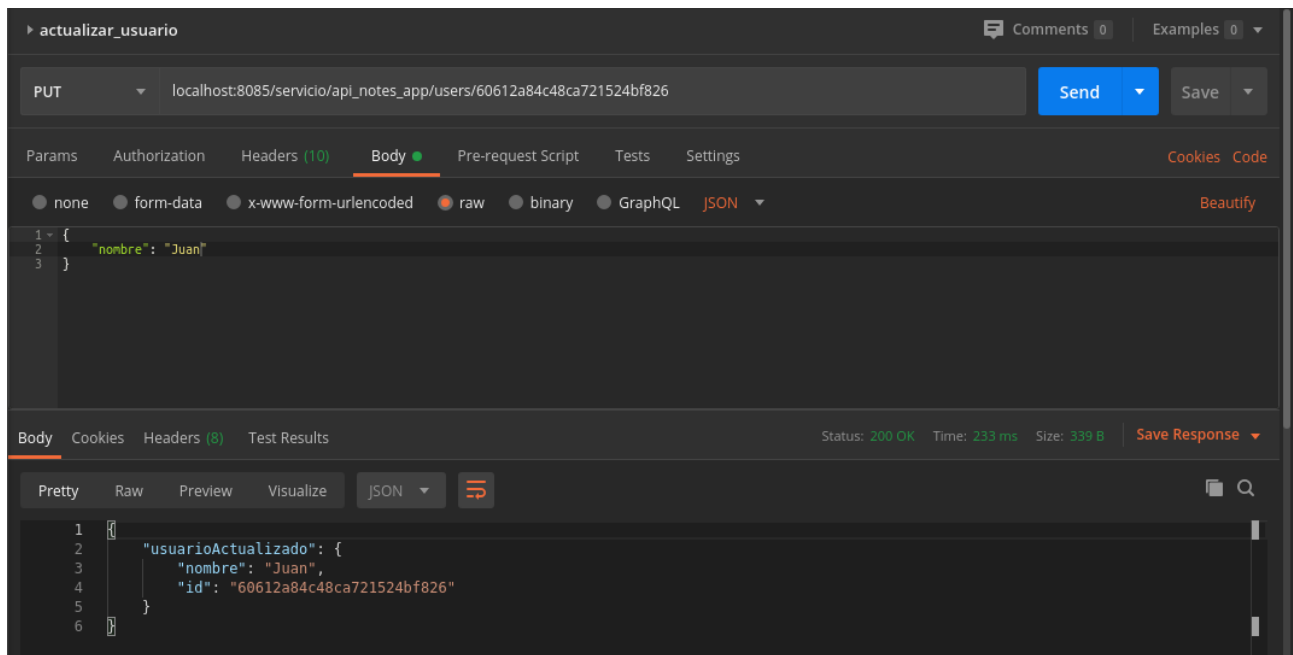 actualizar_usuario Comments 0 Examples 0
PUT localhost:8085/servicio/api_notes_app/users/60612a84c48ca721524bf826 Send Save
Params Authorization Headers (10) Body Pre-request Script Tests Settings Cookies Code
none form-data x-www-form-urlencoded raw binary GraphQL JSON Beautify
1 {
2 "nombre": "Juan"
3 }
Body Cookies Headers (8) Test Results Status: 200 OK Time: 233 ms Size: 339 B Save Response
Pretty Raw Preview Visualize JSON
1 {
2 "usuarioActualizado": {
3 "nombre": "Juan",
4 "id": "60612a84c48ca721524bf826"
5 }
6 }